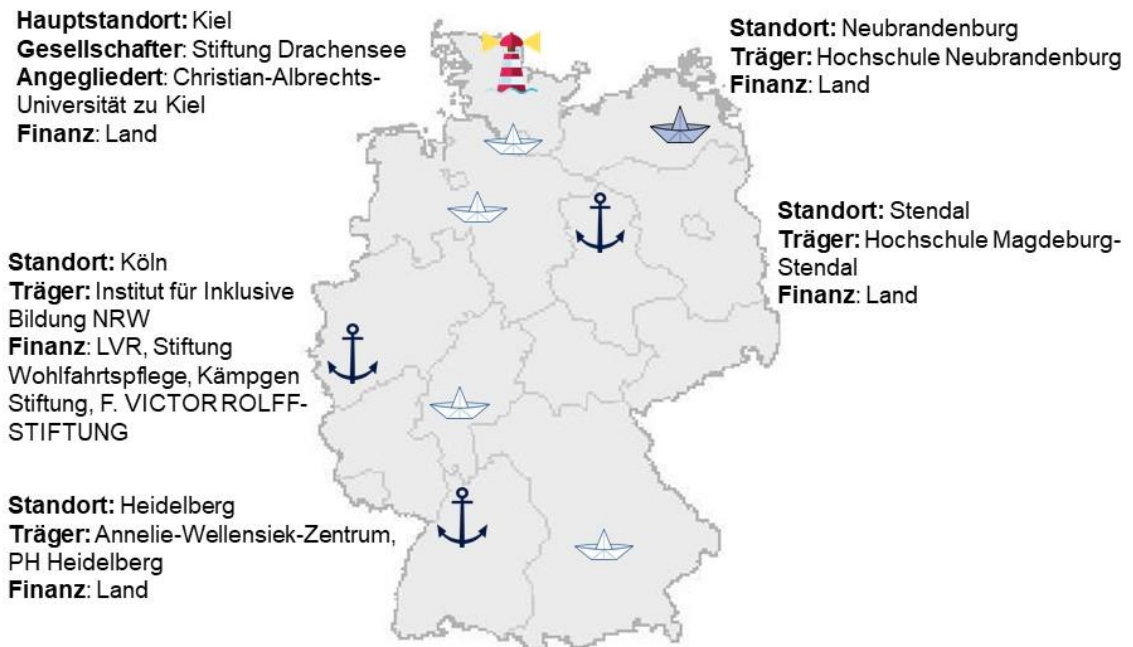 Hauptstandort: Kiel
Gesellschafter: Stiftung Drachensee
Angegliedert: Christian-Albrechts-
Universität zu Kiel
Finanz: Land
Standort: Neubrandenburg
Träger: Hochschule Neubrandenburg
Finanz: Land
Standort: Stendal
Träger: Hochschule Magdeburg-
Stendal
Finanz: Land
Standort: Köln
Träger: Institut für Inklusive
Bildung NRW
Finanz: LVR, Stiftung
Wohlfahrtspflege, Kämpgen
Stiftung, F. VICTOR ROLFF-
STIFTUNG
Standort: Heidelberg
Träger: Annelie-Wellensiek-Zentrum,
PH Heidelberg
Finanz: Land